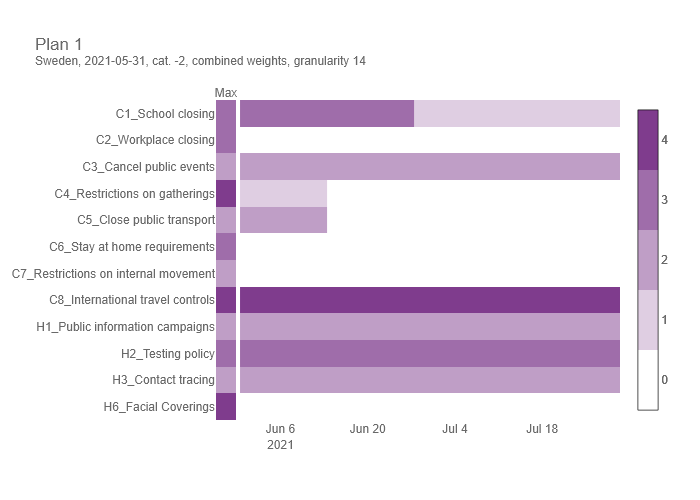 Plan 1
Sweden, 2021-05-31, cat. -2, combined weights, granularity 14
Max
C1_School closing
C2_Workplace closing
C3_Cancel public events
C4_Restrictions on gatherings
C5_Close public transport
C6_Stay at home requirements
C7_Restrictions on internal movement
C8_International travel controls
H1_Public information campaigns
H2_Testing policy
H3_Contact tracing
H6_Facial Coverings
Jun 6 Jun 20 Jul 4 Jul 18
2021
4
3
2
1
0